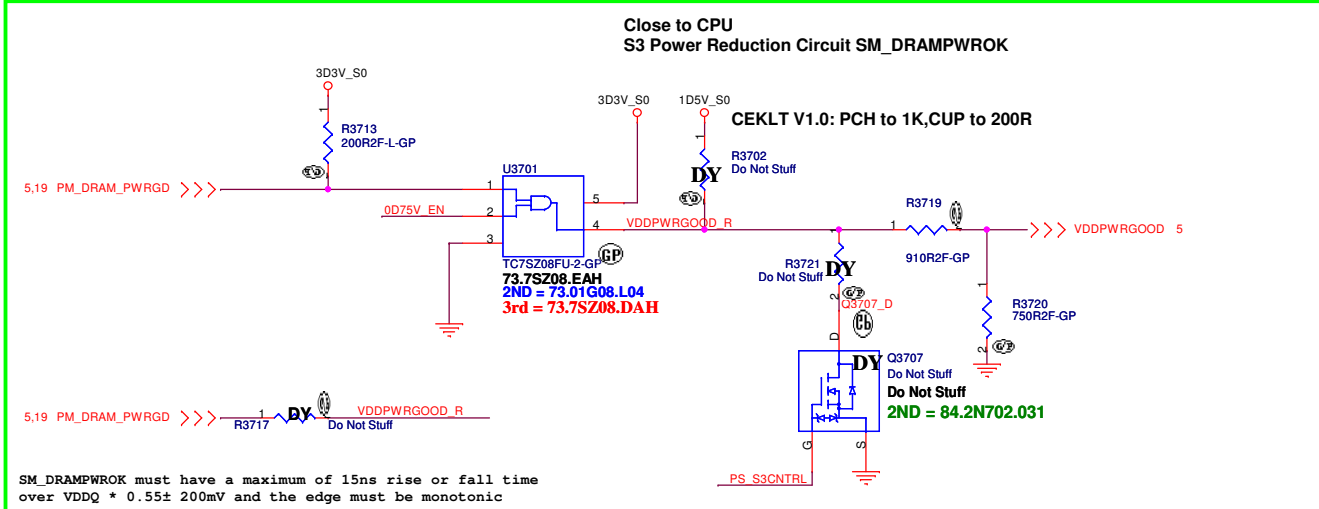 Close to CPU
S3 Power Reduction Circuit SM_DRAMPWROK
3D3V_S0
3D3V_S0
1D5V_S0
CEKLT V1.0: PCH to 1K,CUP to 200R
1
R3713
200R2F-L-GP
1
R3702
Do Not Stuff
DY
U3701
5,19 PM_DRAM_PWRGD
1
5
0D75V_EN
2
4
VDDPWRGOOD_R
3
R3719
1
910R2F-GP
VDDPWRGOOD 5
TC7SZ08FU-2-GP
GP
73.7SZ08.EAH
2ND = 73.01G08.L04
3rd = 73.7SZ08.DAH
1
R3721
Do Not Stuff
DY
2
G/P
Q3707_D
1
R3720
750R2F-GP
2
G/P
D
DY
Q3707
Do Not Stuff
Do Not Stuff
2ND = 84.2N702.031
G
S
PS_S3CNTRL
5,19 PM_DRAM_PWRGD
1
DY
VDDPWRGOOD_R
R3717
Do Not Stuff
SM_DRAMPWROK must have a maximum of 15ns rise or fall time
over VDDQ * 0.55± 200mV and the edge must be monotonic